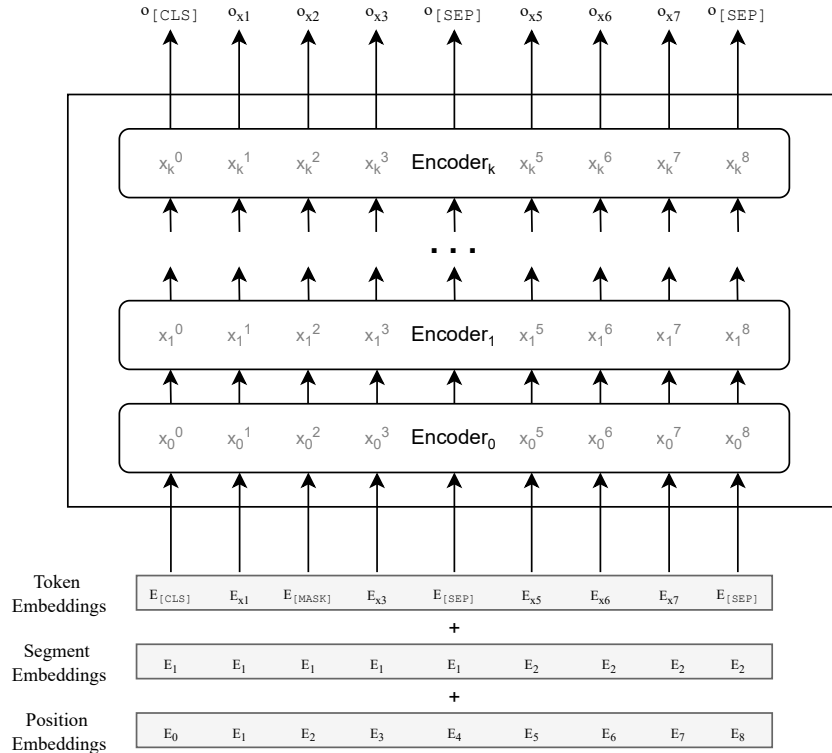 o[CLS] ox1 ox2 ox3 o[SEP] ox5 ox6 ox7 o[SEP]
xk0 xk1 xk2 xk3 Encoderk xk5 xk6 xk7 xk8
...
x10 x11 x12 x13 Encoder1 x15 x16 x17 x18
x00 x01 x02 x03 Encoder0 x05 x06 x07 x08
Token
Embeddings
E[CLS] Ex1 E[MASK] Ex3 E[SEP] Ex5 Ex6 Ex7 E[SEP]
+
Segment
Embeddings
E1 E1 E1 E1 E1 E2 E2 E2 E2
+
Position
Embeddings
E0 E1 E2 E3 E4 E5 E6 E7 E8